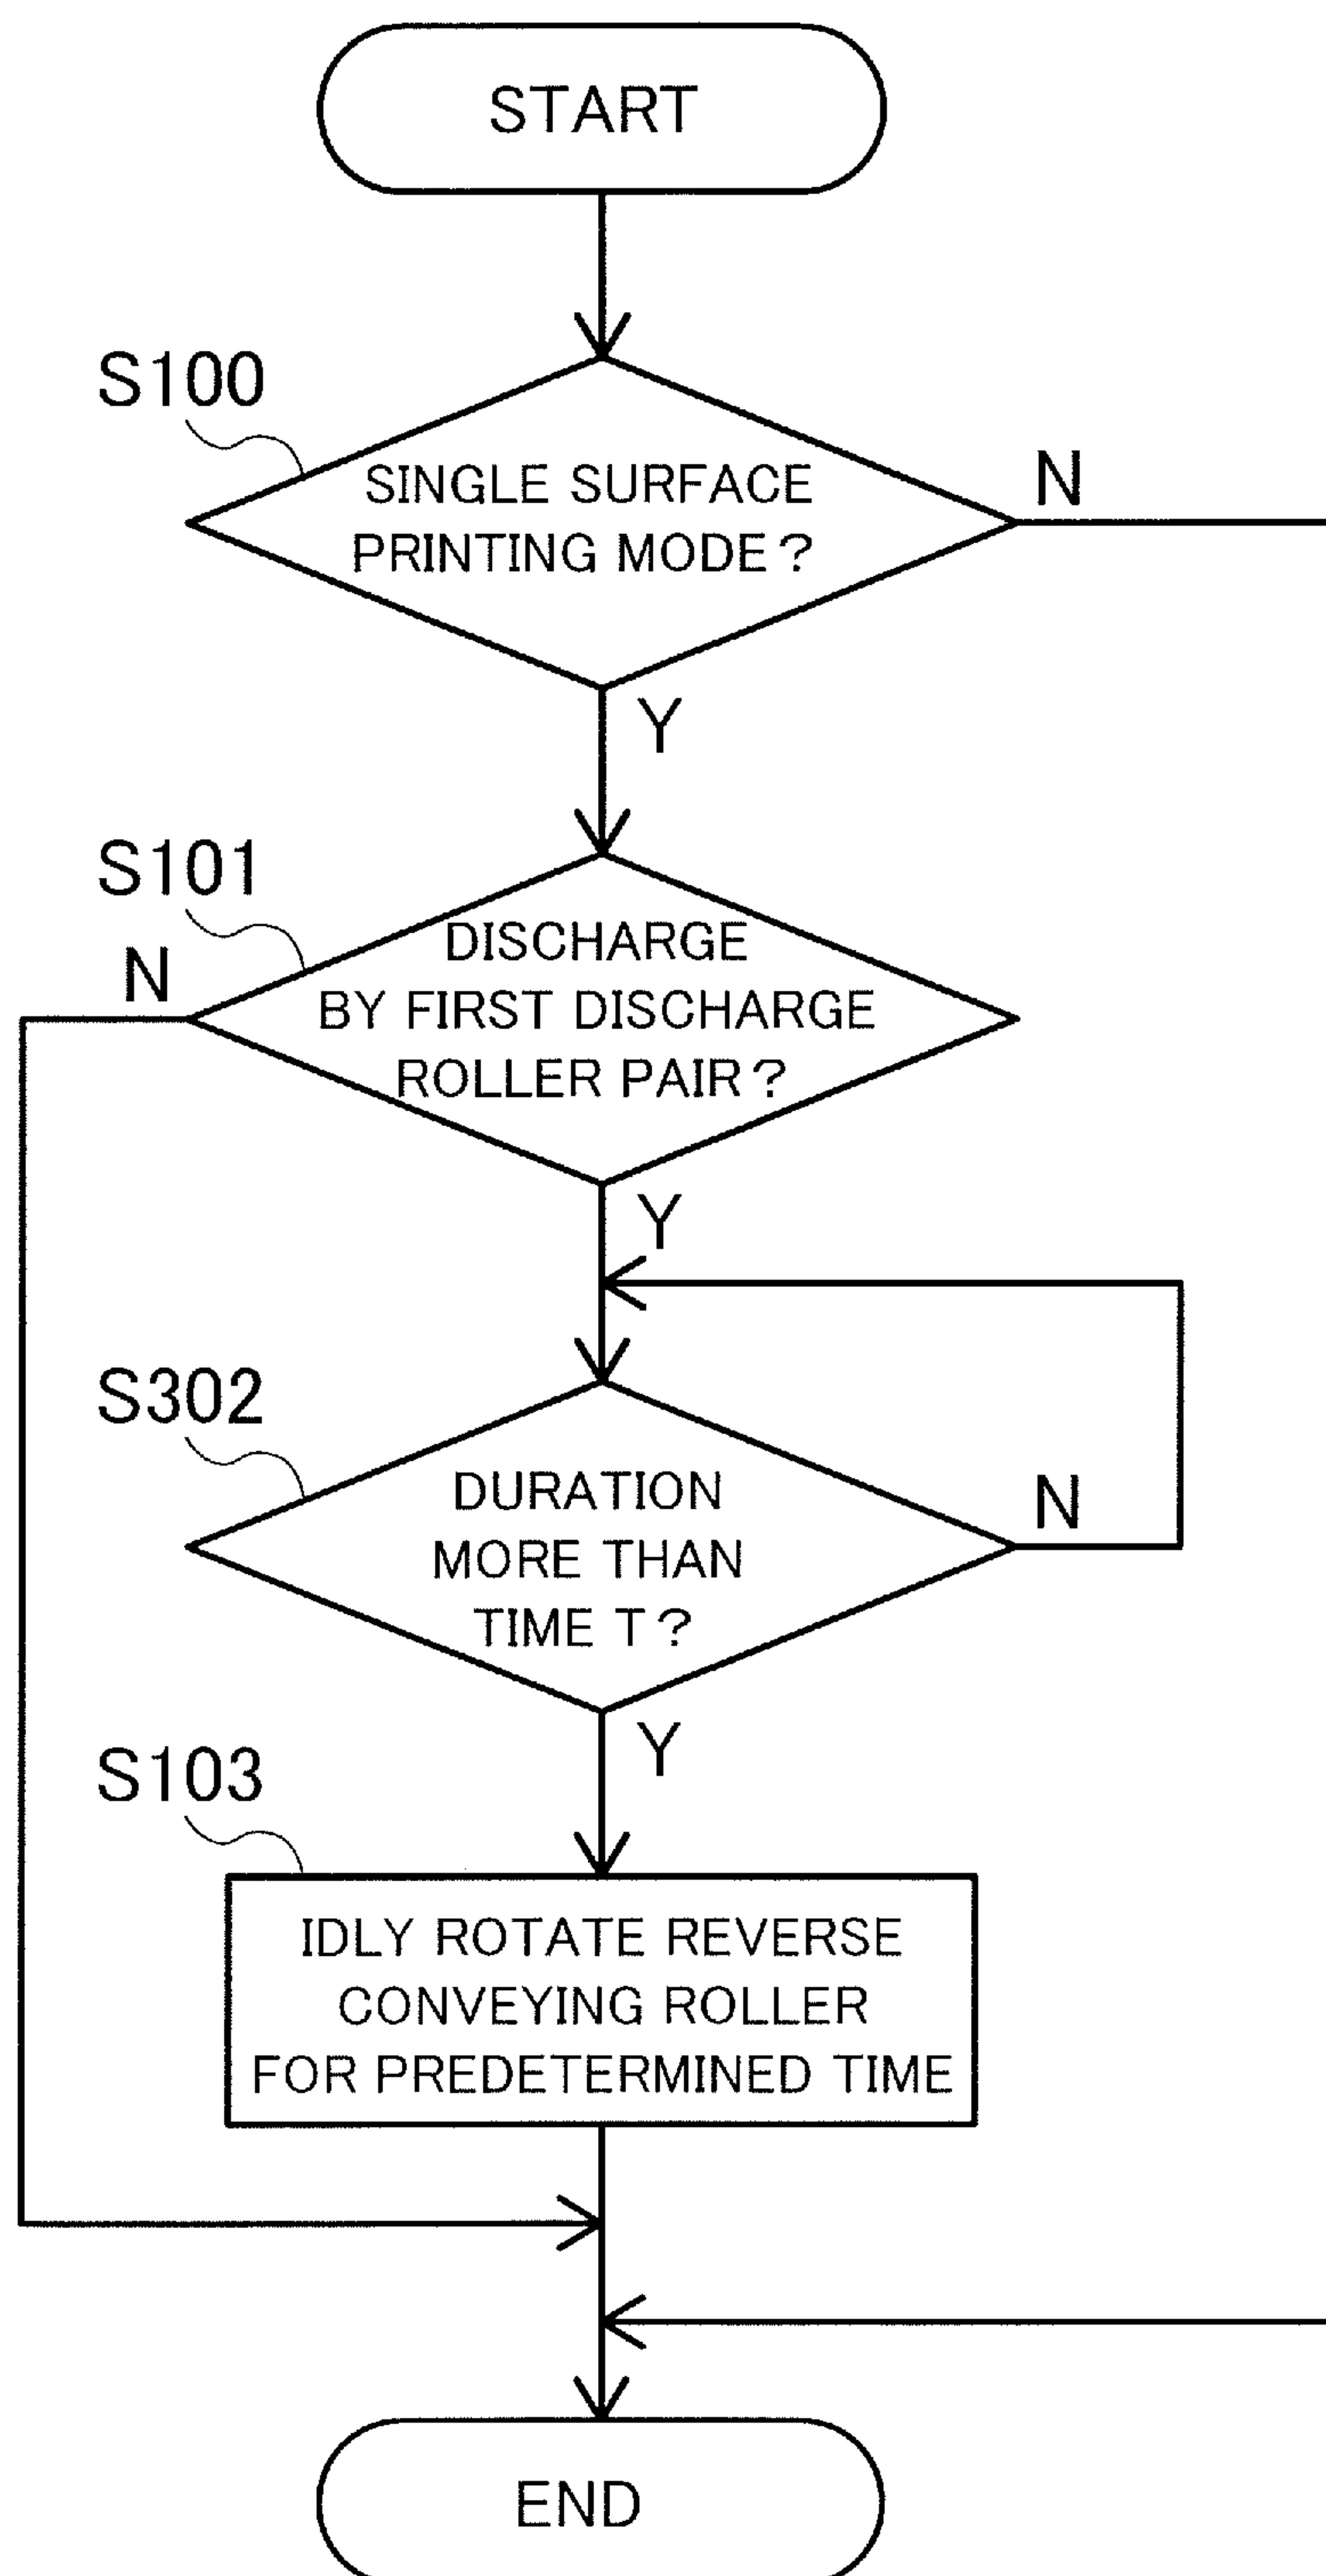 START
S100
SINGLE SURFACE
PRINTING MODE?
N
Y
S101
N
DISCHARGE
BY FIRST DISCHARGE
ROLLER PAIR?
Y
S302
DURATION
MORE THAN
TIME T?
N
Y
S103
IDLY ROTATE REVERSE
CONVEYING ROLLER
FOR PREDETERMINED TIME
END